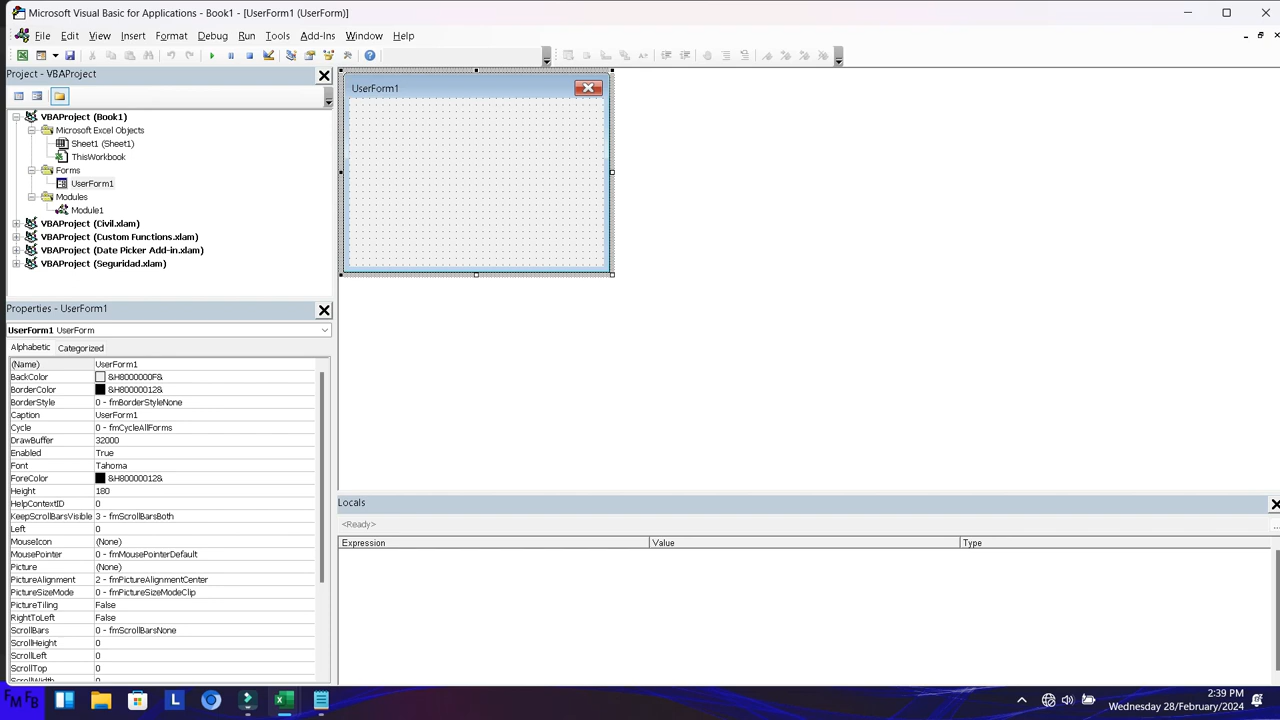 Microsoft Visual Basic for Applications - Book1 - [UserForm1 (UserForm)]
File Edit View Insert Format Debug Run Tools Add-Ins Window Help
Project - VBAProject
VBAProject (Book1)
Microsoft Excel Objects
Sheet1 (Sheet1)
ThisWorkbook
Forms
UserForm1
Modules
Module1
VBAProject (Civil.xlam)
VBAProject (Custom Functions.xlam)
VBAProject (Date Picker Add-in.xlam)
VBAProject (Seguridad.xlam)
Properties - UserForm1
UserForm1 UserForm
Alphabetic Categorized
(Name) UserForm1
BackColor &H8000000F&
BorderColor &H80000012&
BorderStyle 0 - fmBorderStyleNone
Caption UserForm1
Cycle 0 - fmCycleAllForms
DrawBuffer 32000
Enabled True
Font Tahoma
ForeColor &H80000012&
Height 180
HelpContextID 0
KeepScrollBarsVisible 3 - fmScrollBarsBoth
Left 0
MouseIcon (None)
MousePointer 0 - fmMousePointerDefault
Picture (None)
PictureAlignment 2 - fmPictureAlignmentCenter
PictureSizeMode 0 - fmPictureSizeModeClip
PictureTiling False
RightToLeft False
ScrollBars 0 - fmScrollBarsNone
ScrollHeight 0
ScrollLeft 0
ScrollTop 0
ScrollWidth 0
UserForm1
Locals
<Ready>
...
Expression Value Type
FM FB
L
2:39 PM
Wednesday 28/February/2024